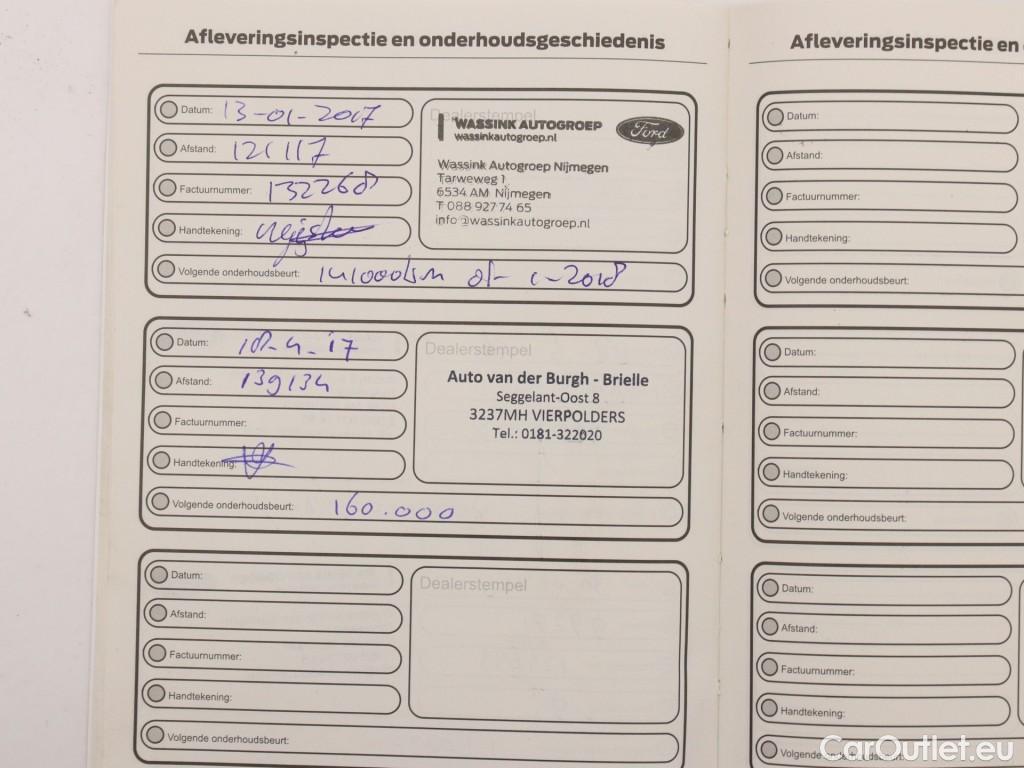 Afleveringsinspectie en onderhoudsgeschiedenis
Datum: 13-01-2017
Afstand: 121117
Factuurnummer: 132268
Handtekening:
Volgende onderhoudsbeurt: 141000km of 1-2018
Dealerstempel
WASSINK AUTOGROEP
wassinkautogroep.nl
Ford
Wassink Autogroep Nijmegen
Tarweweg 1
6534 AM Nijmegen
T 088 927 74 65
info@wassinkautogroep.nl
Datum: 18-4-17
Afstand: 139134
Factuurnummer:
Handtekening:
Volgende onderhoudsbeurt: 160.000
Dealerstempel
Auto van der Burgh - Brielle
Seggelant-Oost 8
3237MH VIERPOLDERS
Tel.: 0181-322020
Datum:
Afstand:
Factuurnummer:
Handtekening:
Volgende onderhoudsbeurt:
Dealerstempel
Afleveringsinspectie en
Datum:
Afstand:
Factuurnummer:
Handtekening:
Volgende onderhoudsbeurt:
Datum:
Afstand:
Factuurnummer:
Handtekening:
Volgende onderhoudsbeurt:
Datum:
Afstand:
Factuurnummer:
Handtekening:
Volgende onderhoudsbeurt:
CarOutlet.eu